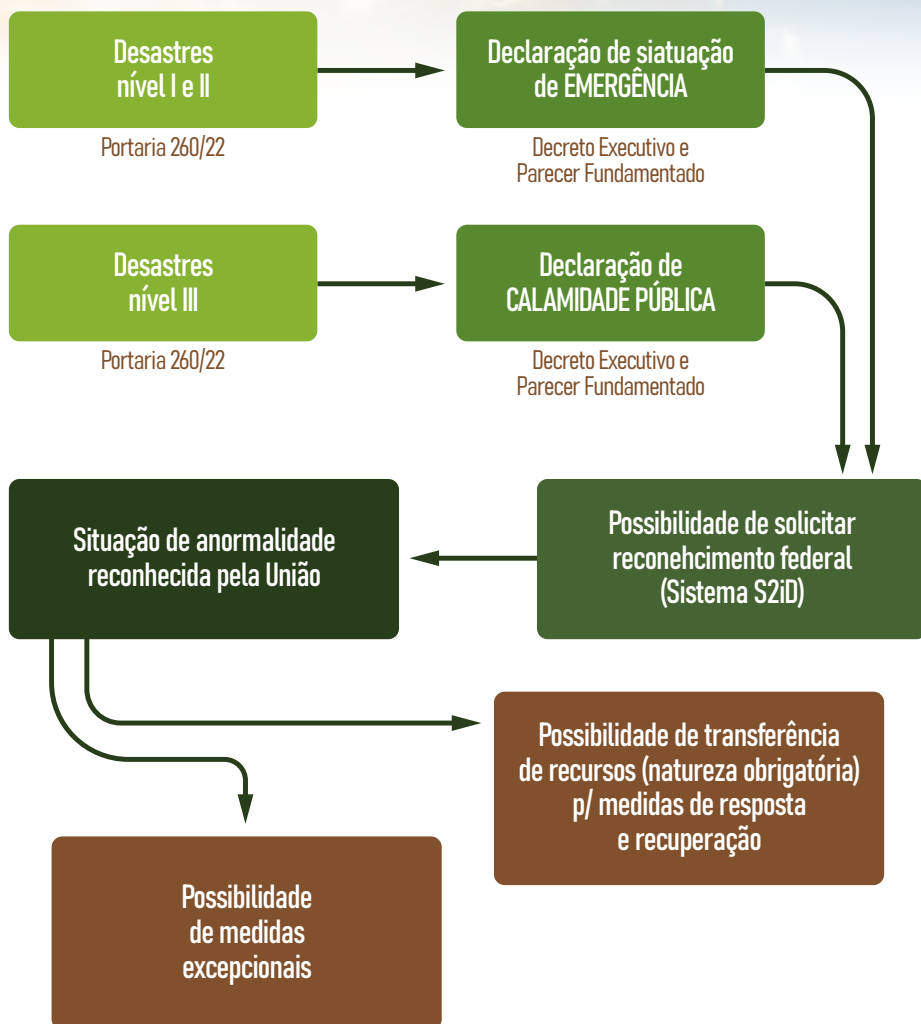 Desastres
nível I e II
Portaria 260/22
Declaração de siatuação
de EMERGÊNCIA
Decreto Executivo e
Parecer Fundamentado
Desastres
nível III
Portaria 260/22
Declaração de
CALAMIDADE PÚBLICA
Decreto Executivo e
Parecer Fundamentado
Possibilidade de solicitar
reconehcimento federal
(Sistema S2iD)
Situação de anormalidade
reconhecida pela União
Possibilidade de transferência
de recursos (natureza obrigatória)
p/ medidas de resposta
e recuperação
Possibilidade
de medidas
excepcionais